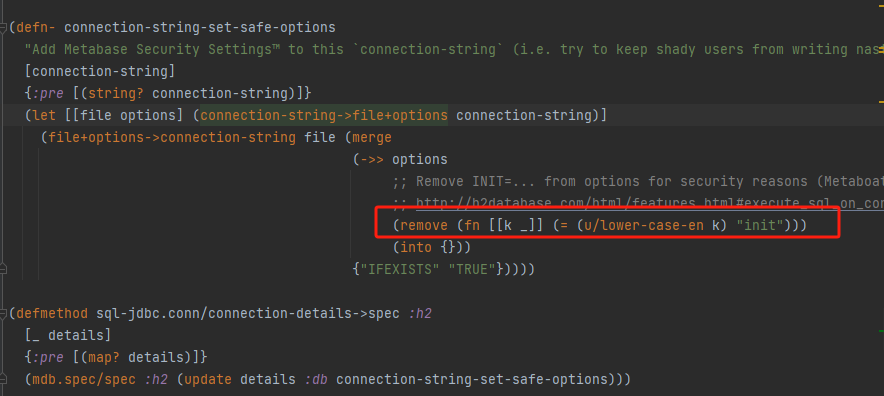 (defn- connection-string-set-safe-options
"Add Metabase Security Settings™ to this `connection-string` (i.e. try to keep shady users from writing nas
[connection-string]
{:pre [(string? connection-string)]}
(let [[file options] (connection-string->file+options connection-string)]
(file+options->connection-string file (merge
(->> options
;; Remove INIT=... from options for security reasons (Metaboat
;; http://h2database.com/html/features.html#execute_sql_on_con
(remove (fn [[k _]] (= (u/lower-case-en k) "init")))
(into {}))
{"IFEXISTS" "TRUE"}))))
(defmethod sql-jdbc.conn/connection-details->spec :h2
[_ details]
{:pre [(map? details)]}
(mdb.spec/spec :h2 (update details :db connection-string-set-safe-options)))